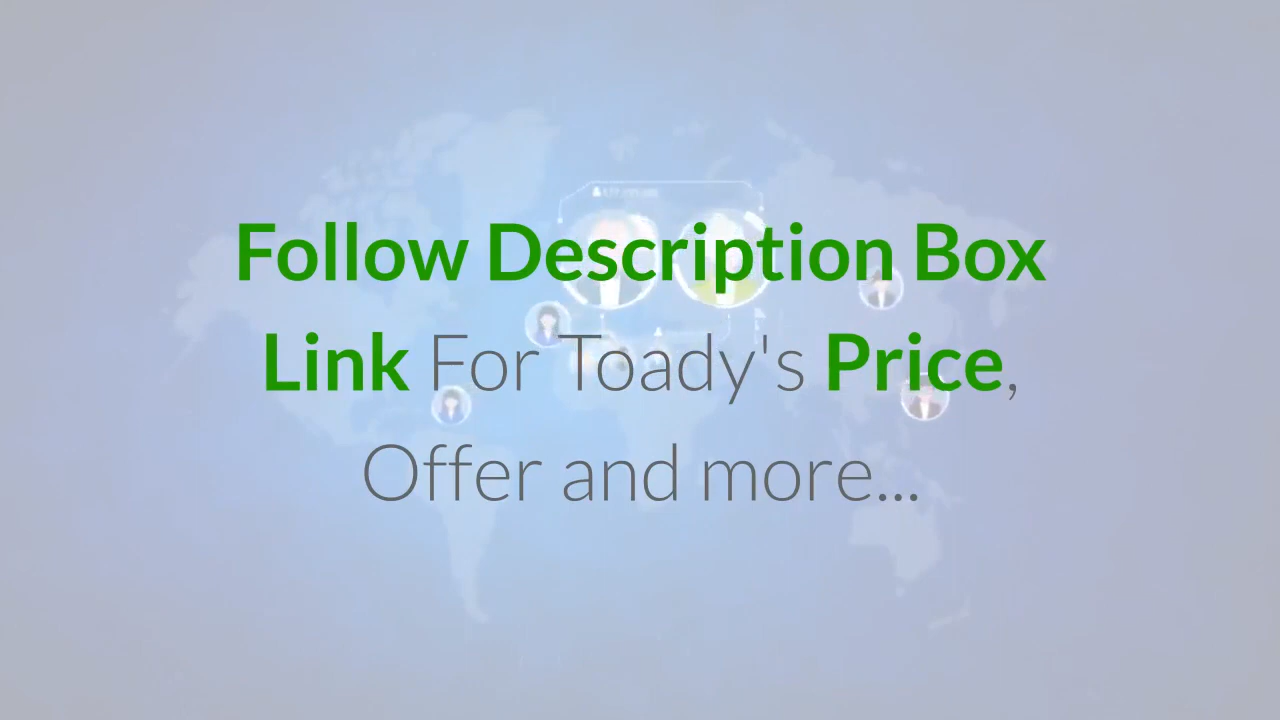 Follow Description Box
Link For Toady's Price,
Offer and more...